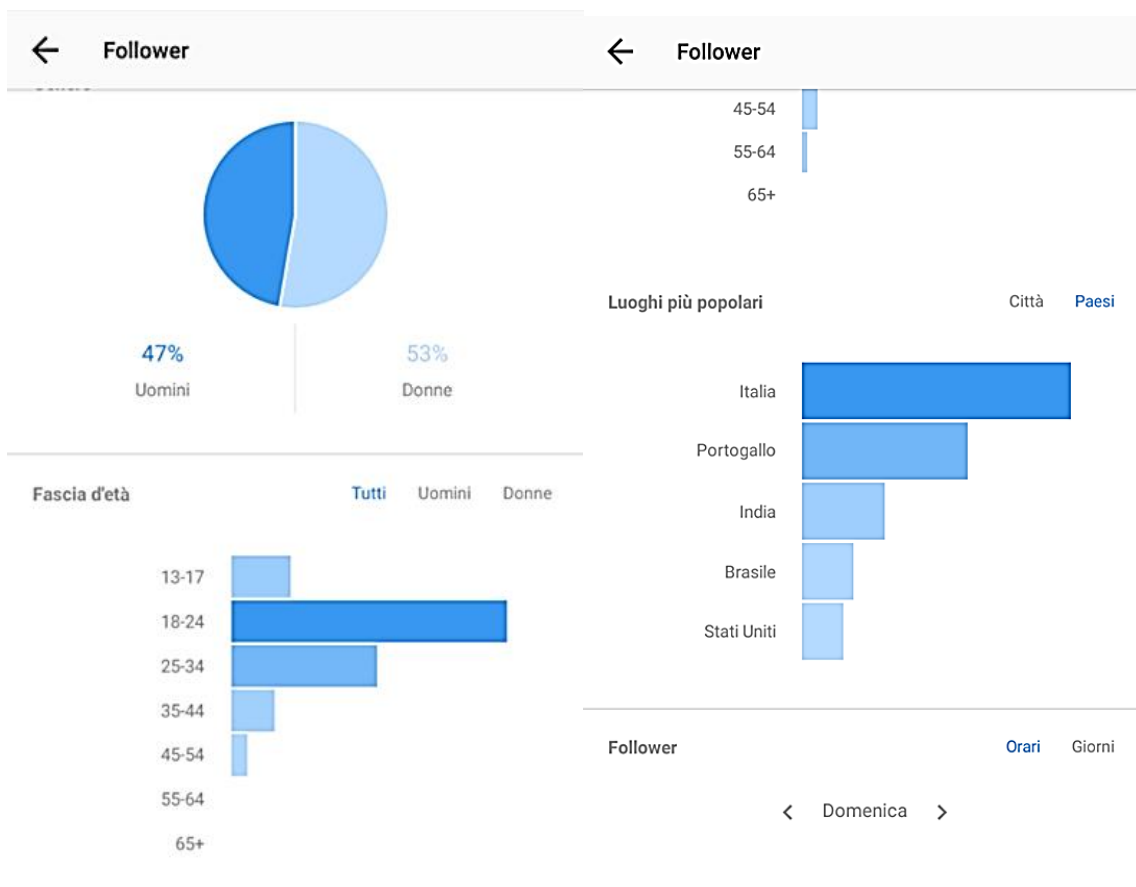 Follower
47%
53%
Uomini
Donne
Fascia d'età
Tutti Uomini Donne
13-17
18-24
25-34
35-44
45-54
55-64
65+
Follower
45-54
55-64
65+
Luoghi più popolari
Città Paesi
Italia
Portogallo
India
Brasile
Stati Uniti
Follower
Orari Giorni
Domenica